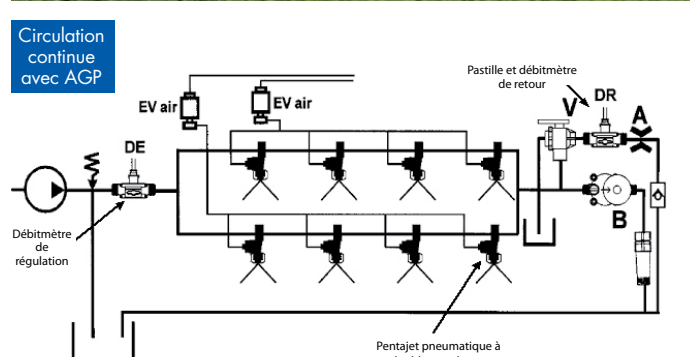 Circulation
continue
avec AGP
EV air
EV air
Pastille et débitmètre
de retour
DR
V
A
DE
B
Débitmètre
de
régulation
Pentajet pneumatique à